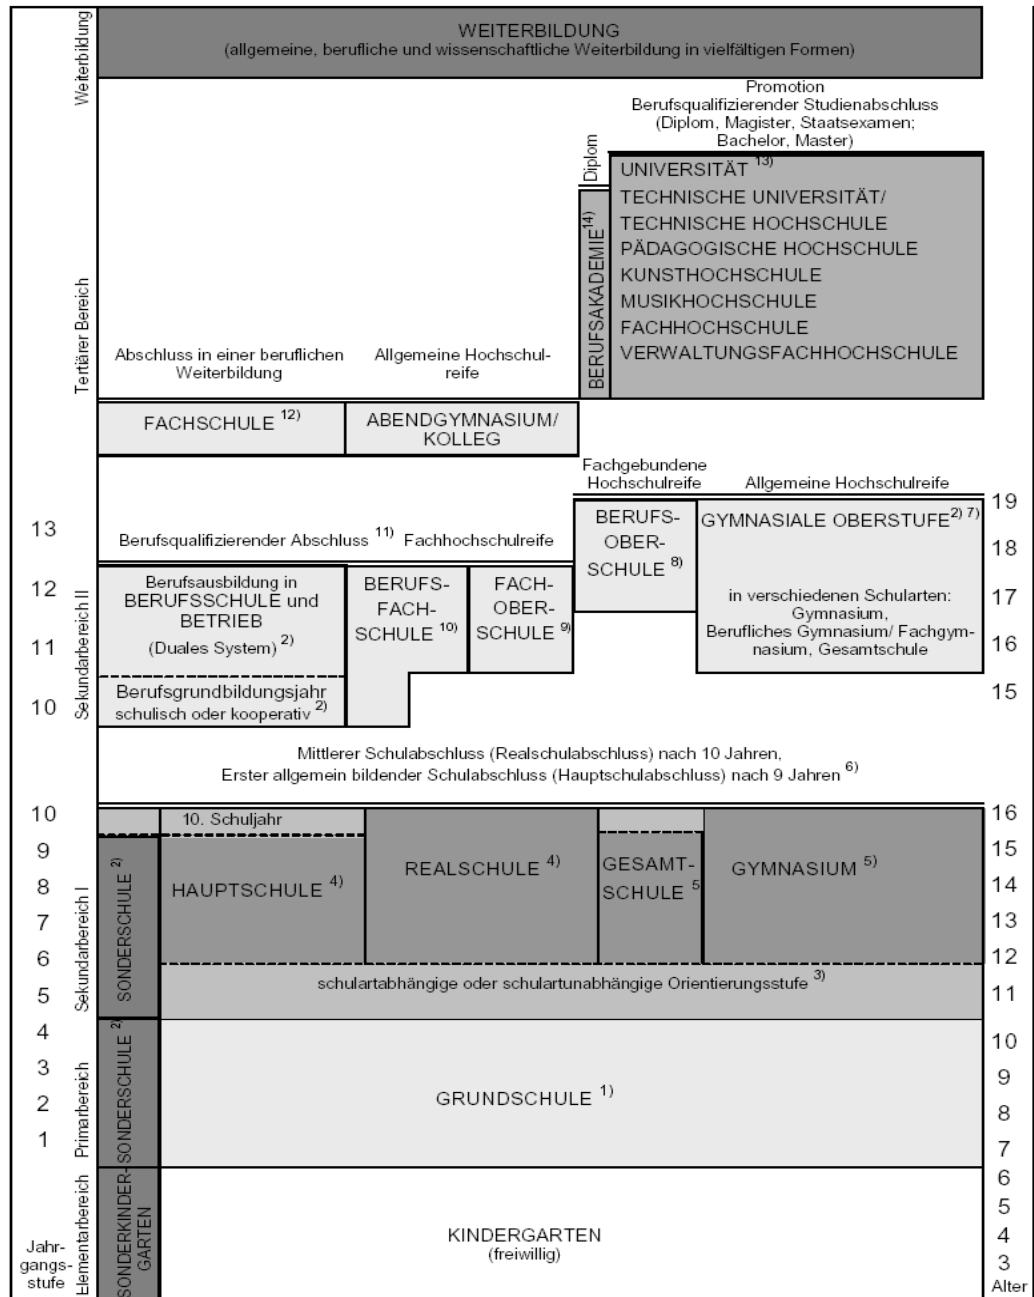 WEITERBILDUNG
(allgemeine, berufliche und wissenschaftliche Weiterbildung in vielfältigen Formen)
Weiterbildung
Promotion
Berufsqualifizierender Studienabschluss
(Diplom, Magister, Staatsexamen;
Bachelor, Master)
Diplom
UNIVERSITÄT 13)
TECHNISCHE UNIVERSITÄT/
TECHNISCHE HOCHSCHULE
PÄDAGOGISCHE HOCHSCHULE
KUNSTHOCHSCHULE
MUSIKHOCHSCHULE
FACHHOCHSCHULE
VERWALTUNGSFACHHOCHSCHULE
BERUFSAKADEMIE14)
Tertiärer Bereich
Abschluss in einer beruflichen
Weiterbildung
Allgemeine Hochschul-
reife
FACHSCHULE 12)
ABENDGYMNASIUM/
KOLLEG
Fachgebundene
Hochschulreife
Allgemeine Hochschulreife
19
13
Berufsqualifizierender Abschluss 11)
Fachhochschulreife
BERUFS-
OBER-
SCHULE 8)
GYMNASIALE OBERSTUFE2) 7)
18
in verschiedenen Schularten:
Gymnasium,
Berufliches Gymnasium/ Fachgym-
nasium, Gesamtschule
17
16
15
12
11
10
Sekundarbereich II
Berufsausbildung in
BERUFSSCHULE und
BETRIEB
(Duales System) 2)
Berufsgrundbildungsjahr
schulisch oder kooperativ 2)
BERUFS-
FACH-
SCHULE 10)
FACH-
OBER-
SCHULE 9)
Mittlerer Schulabschluss (Realschulabschluss) nach 10 Jahren,
Erster allgemein bildender Schulabschluss (Hauptschulabschluss) nach 9 Jahren 6)
10
10. Schuljahr
16
9
15
8
14
7
13
6
12
5
11
Sekundarbereich I
SONDERSCHULE 2)
HAUPTSCHULE 4)
REALSCHULE 4)
GESAMT-
SCHULE 5
GYMNASIUM 5)
schulartabhängige oder schulartunabhängige Orientierungsstufe 3)
4
10
3
9
2
8
1
7
Primarbereich
SONDERSCHULE 2)
GRUNDSCHULE 1)
6
5
4
3
Alter
Elementarbereich
SONDERKINDER-
GARTEN
KINDERGARTEN
(freiwillig)
Jahr-
gangs-
stufe